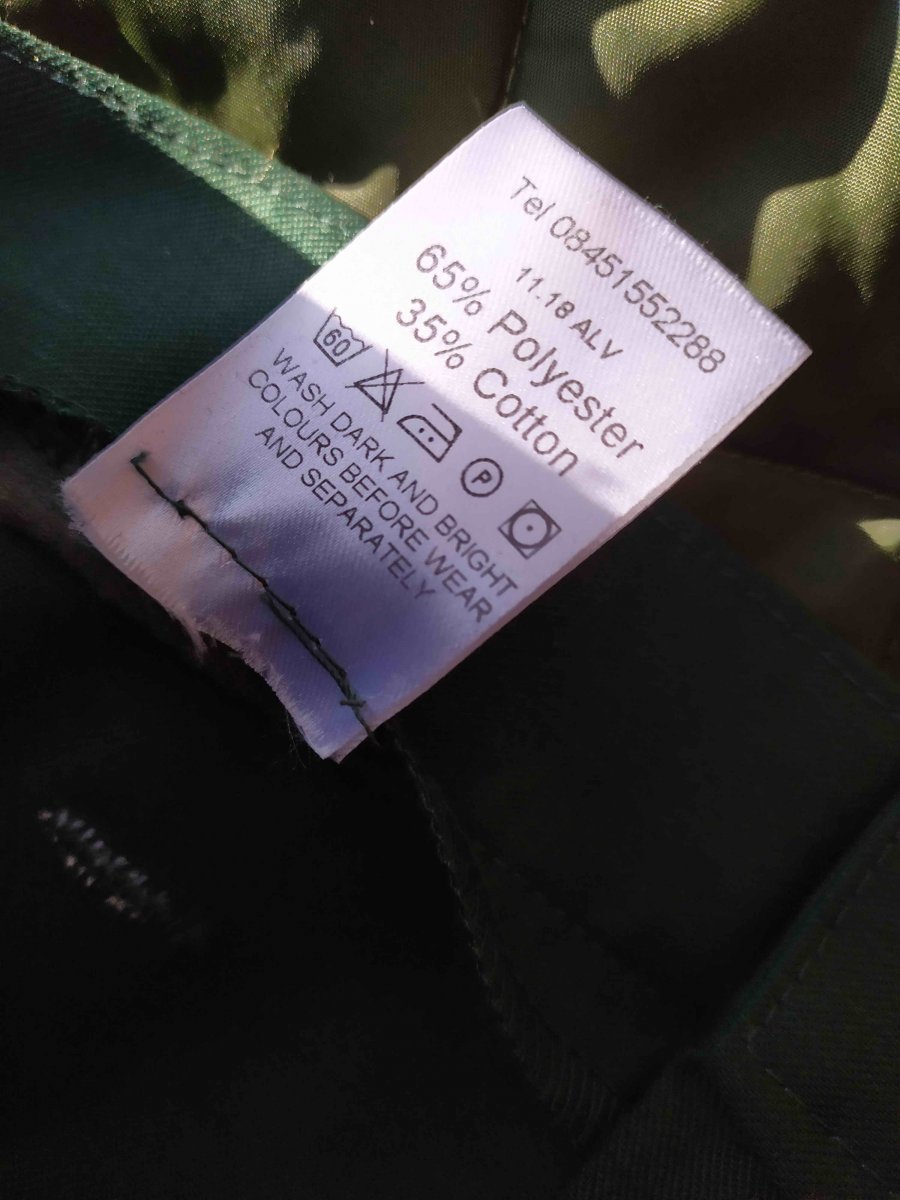 Tel 08451552288
11.18 ALV
65% Polyester
35% Cotton
60
P
WASH DARK AND BRIGHT
COLOURS BEFORE WEAR
AND SEPARATELY